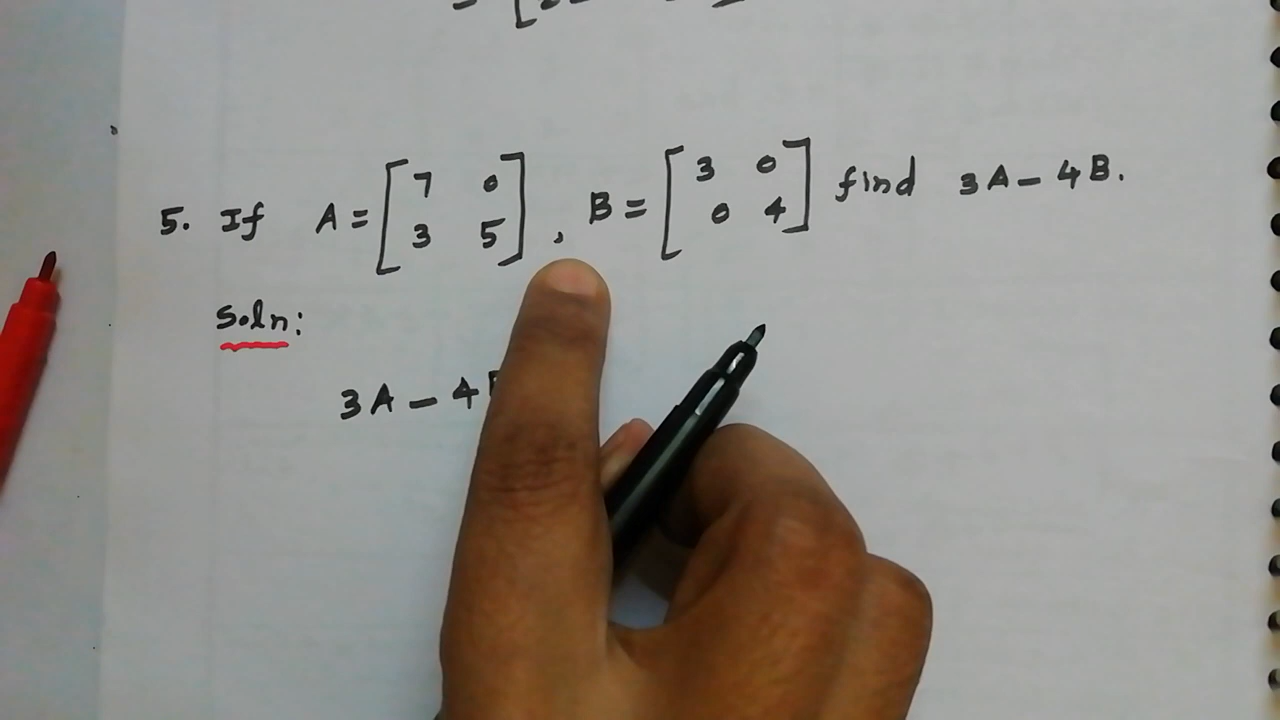 5. If A = [ 7 0 ] , B = [ 3 0 ] find 3A - 4B.
[ 3 5 ] [ 0 4 ]
Soln:
3A - 4